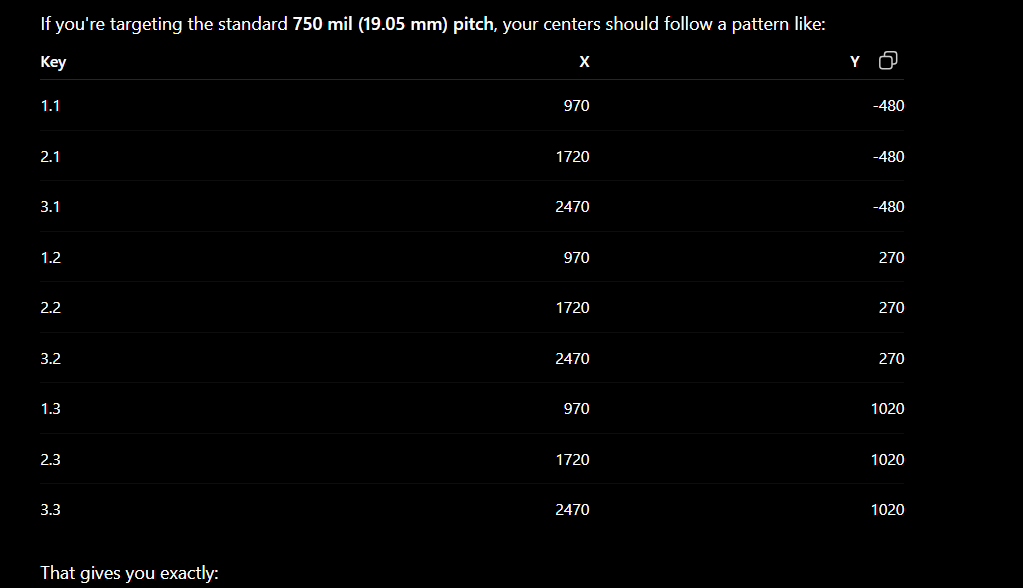 If you're targeting the standard 750 mil (19.05 mm) pitch, your centers should follow a pattern like:
Key X Y
1.1 970 -480
2.1 1720 -480
3.1 2470 -480
1.2 970 270
2.2 1720 270
3.2 2470 270
1.3 970 1020
2.3 1720 1020
3.3 2470 1020
That gives you exactly: